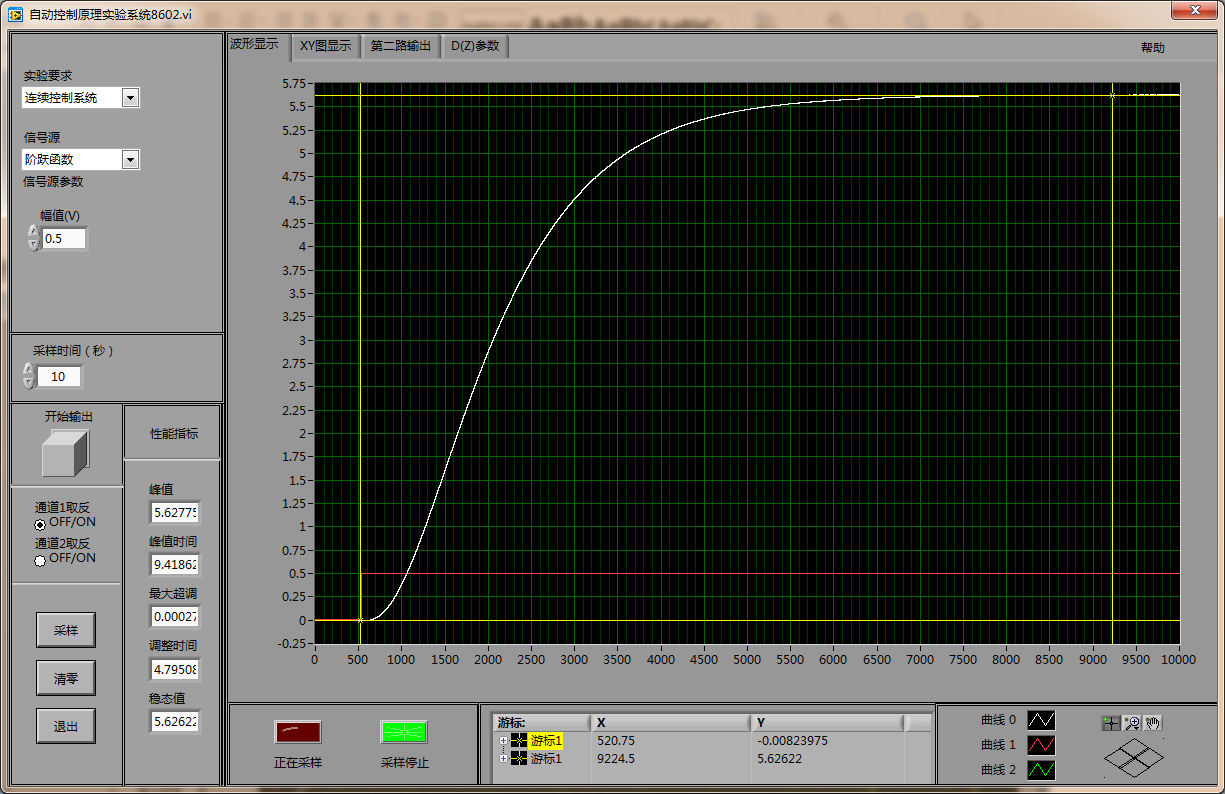 自动控制原理实验系统8602.vi
波形显示 XY图显示 第二路输出 D(Z)参数 帮助
实验要求
连续控制系统
信号源
阶跃函数
信号源参数
幅值(V)
0.5
采样时间（秒）
10
开始输出
通道1取反
OFF/ON
通道2取反
OFF/ON
采样
清零
退出
性能指标
峰值
5.62775
峰值时间
9.41862
最大超调
0.00027
调整时间
4.79508
稳态值
5.62622
5.75
5.5
5.25
5
4.75
4.5
4.25
4
3.75
3.5
3.25
3
2.75
2.5
2.25
2
1.75
1.5
1.25
1
0.75
0.5
0.25
0
-0.25
0 500 1000 1500 2000 2500 3000 3500 4000 4500 5000 5500 6000 6500 7000 7500 8000 8500 9000 9500 10000
正在采样 采样停止
游标: X Y
游标1 520.75 -0.00823975
游标1 9224.5 5.62622
曲线 0
曲线 1
曲线 2